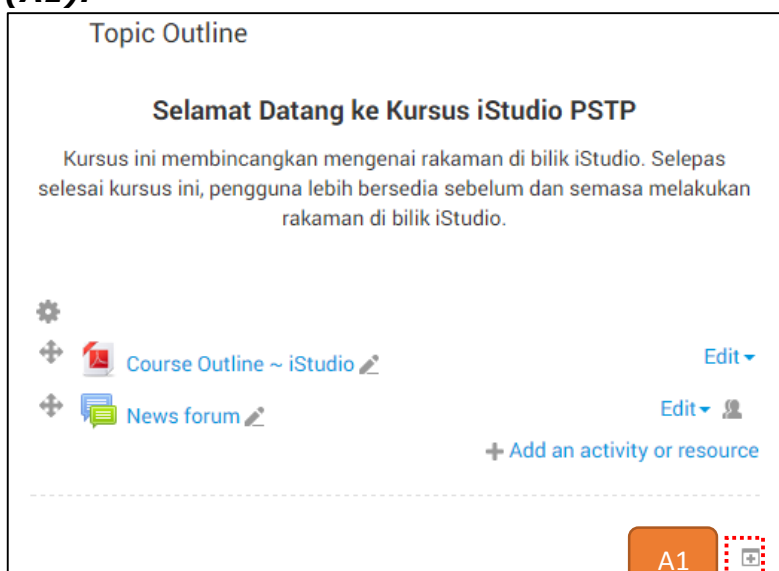 (A1).
Topic Outline
Selamat Datang ke Kursus iStudio PSTP
Kursus ini membincangkan mengenai rakaman di bilik iStudio. Selepas
selesai kursus ini, pengguna lebih bersedia sebelum dan semasa melakukan
rakaman di bilik iStudio.
Course Outline ~ iStudio Edit
News forum Edit
Add an activity or resource
A1